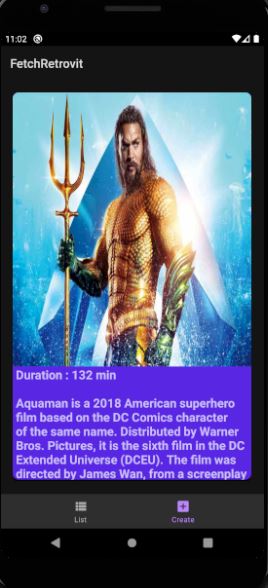 11:02
FetchRetrovit
Duration : 132 min
Aquaman is a 2018 American superhero
film based on the DC Comics character
of the same name. Distributed by Warner
Bros. Pictures, it is the sixth film in the DC
Extended Universe (DCEU). The film was
directed by James Wan, from a screenplay
List
Create